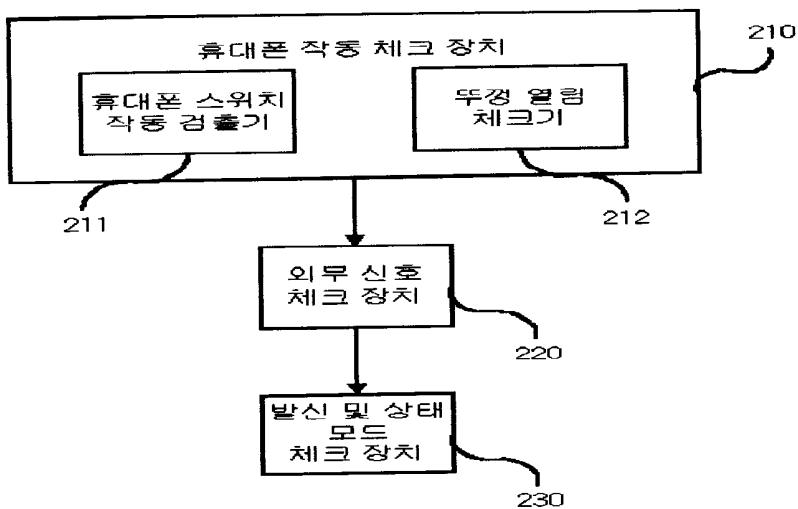 휴대폰 작동 체크 장치
210
휴대폰 스위치
작동 검출기
뚜껑 열림
체크기
211
212
외무 신호
체크 장치
220
발신 및 상태
모드
체크 장치
230